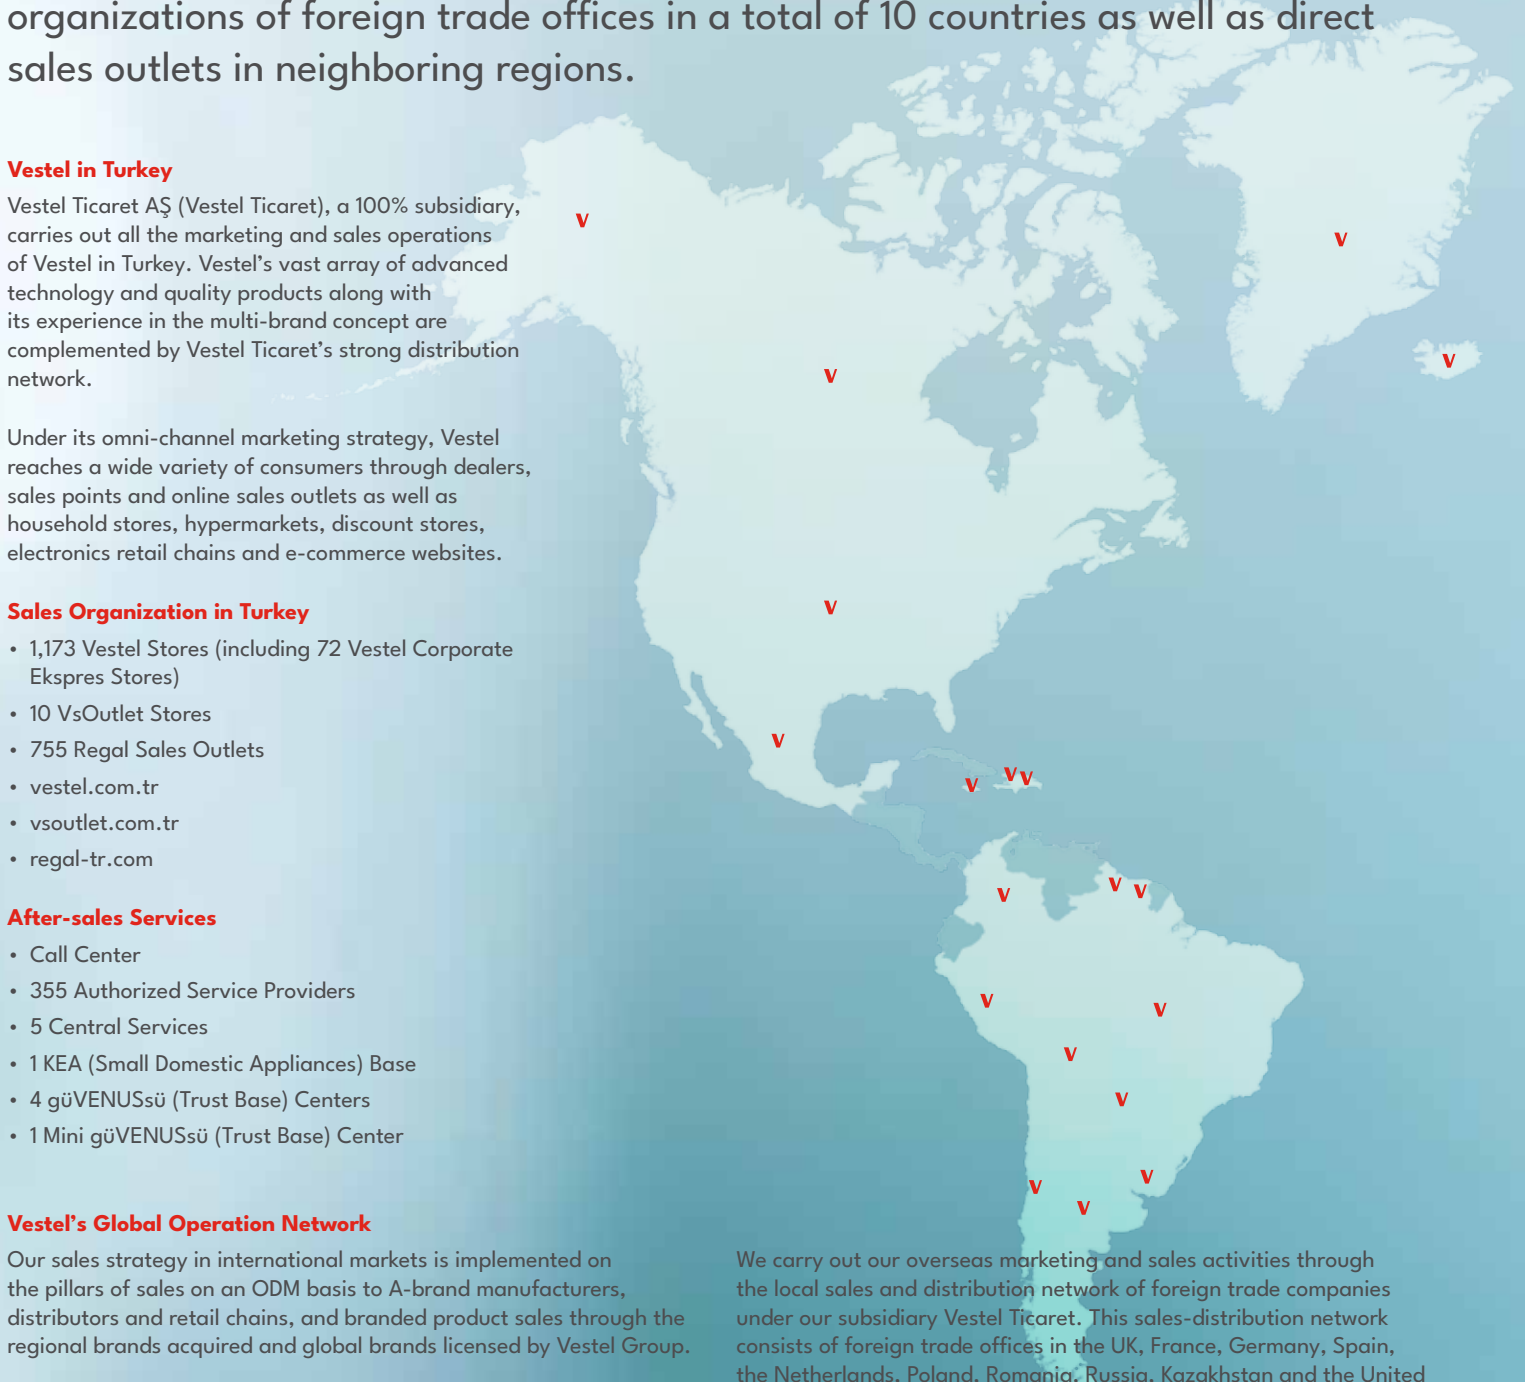 organizations of foreign trade offices in a total of 10 countries as well as direct
sales outlets in neighboring regions.
Vestel in Turkey
Vestel Ticaret AŞ (Vestel Ticaret), a 100% subsidiary,
carries out all the marketing and sales operations
of Vestel in Turkey. Vestel’s vast array of advanced
technology and quality products along with
its experience in the multi-brand concept are
complemented by Vestel Ticaret’s strong distribution
network.
Under its omni-channel marketing strategy, Vestel
reaches a wide variety of consumers through dealers,
sales points and online sales outlets as well as
household stores, hypermarkets, discount stores,
electronics retail chains and e-commerce websites.
Sales Organization in Turkey
• 1,173 Vestel Stores (including 72 Vestel Corporate
Ekspres Stores)
• 10 VsOutlet Stores
• 755 Regal Sales Outlets
• vestel.com.tr
• vsoutlet.com.tr
• regal-tr.com
After-sales Services
• Call Center
• 355 Authorized Service Providers
• 5 Central Services
• 1 KEA (Small Domestic Appliances) Base
• 4 güVENUSsü (Trust Base) Centers
• 1 Mini güVENUSsü (Trust Base) Center
Vestel’s Global Operation Network
Our sales strategy in international markets is implemented on
the pillars of sales on an ODM basis to A-brand manufacturers,
distributors and retail chains, and branded product sales through the
regional brands acquired and global brands licensed by Vestel Group.
We carry out our overseas marketing and sales activities through
the local sales and distribution network of foreign trade companies
under our subsidiary Vestel Ticaret. This sales-distribution network
consists of foreign trade offices in the UK, France, Germany, Spain,
the Netherlands, Poland, Romania, Russia, Kazakhstan and the United